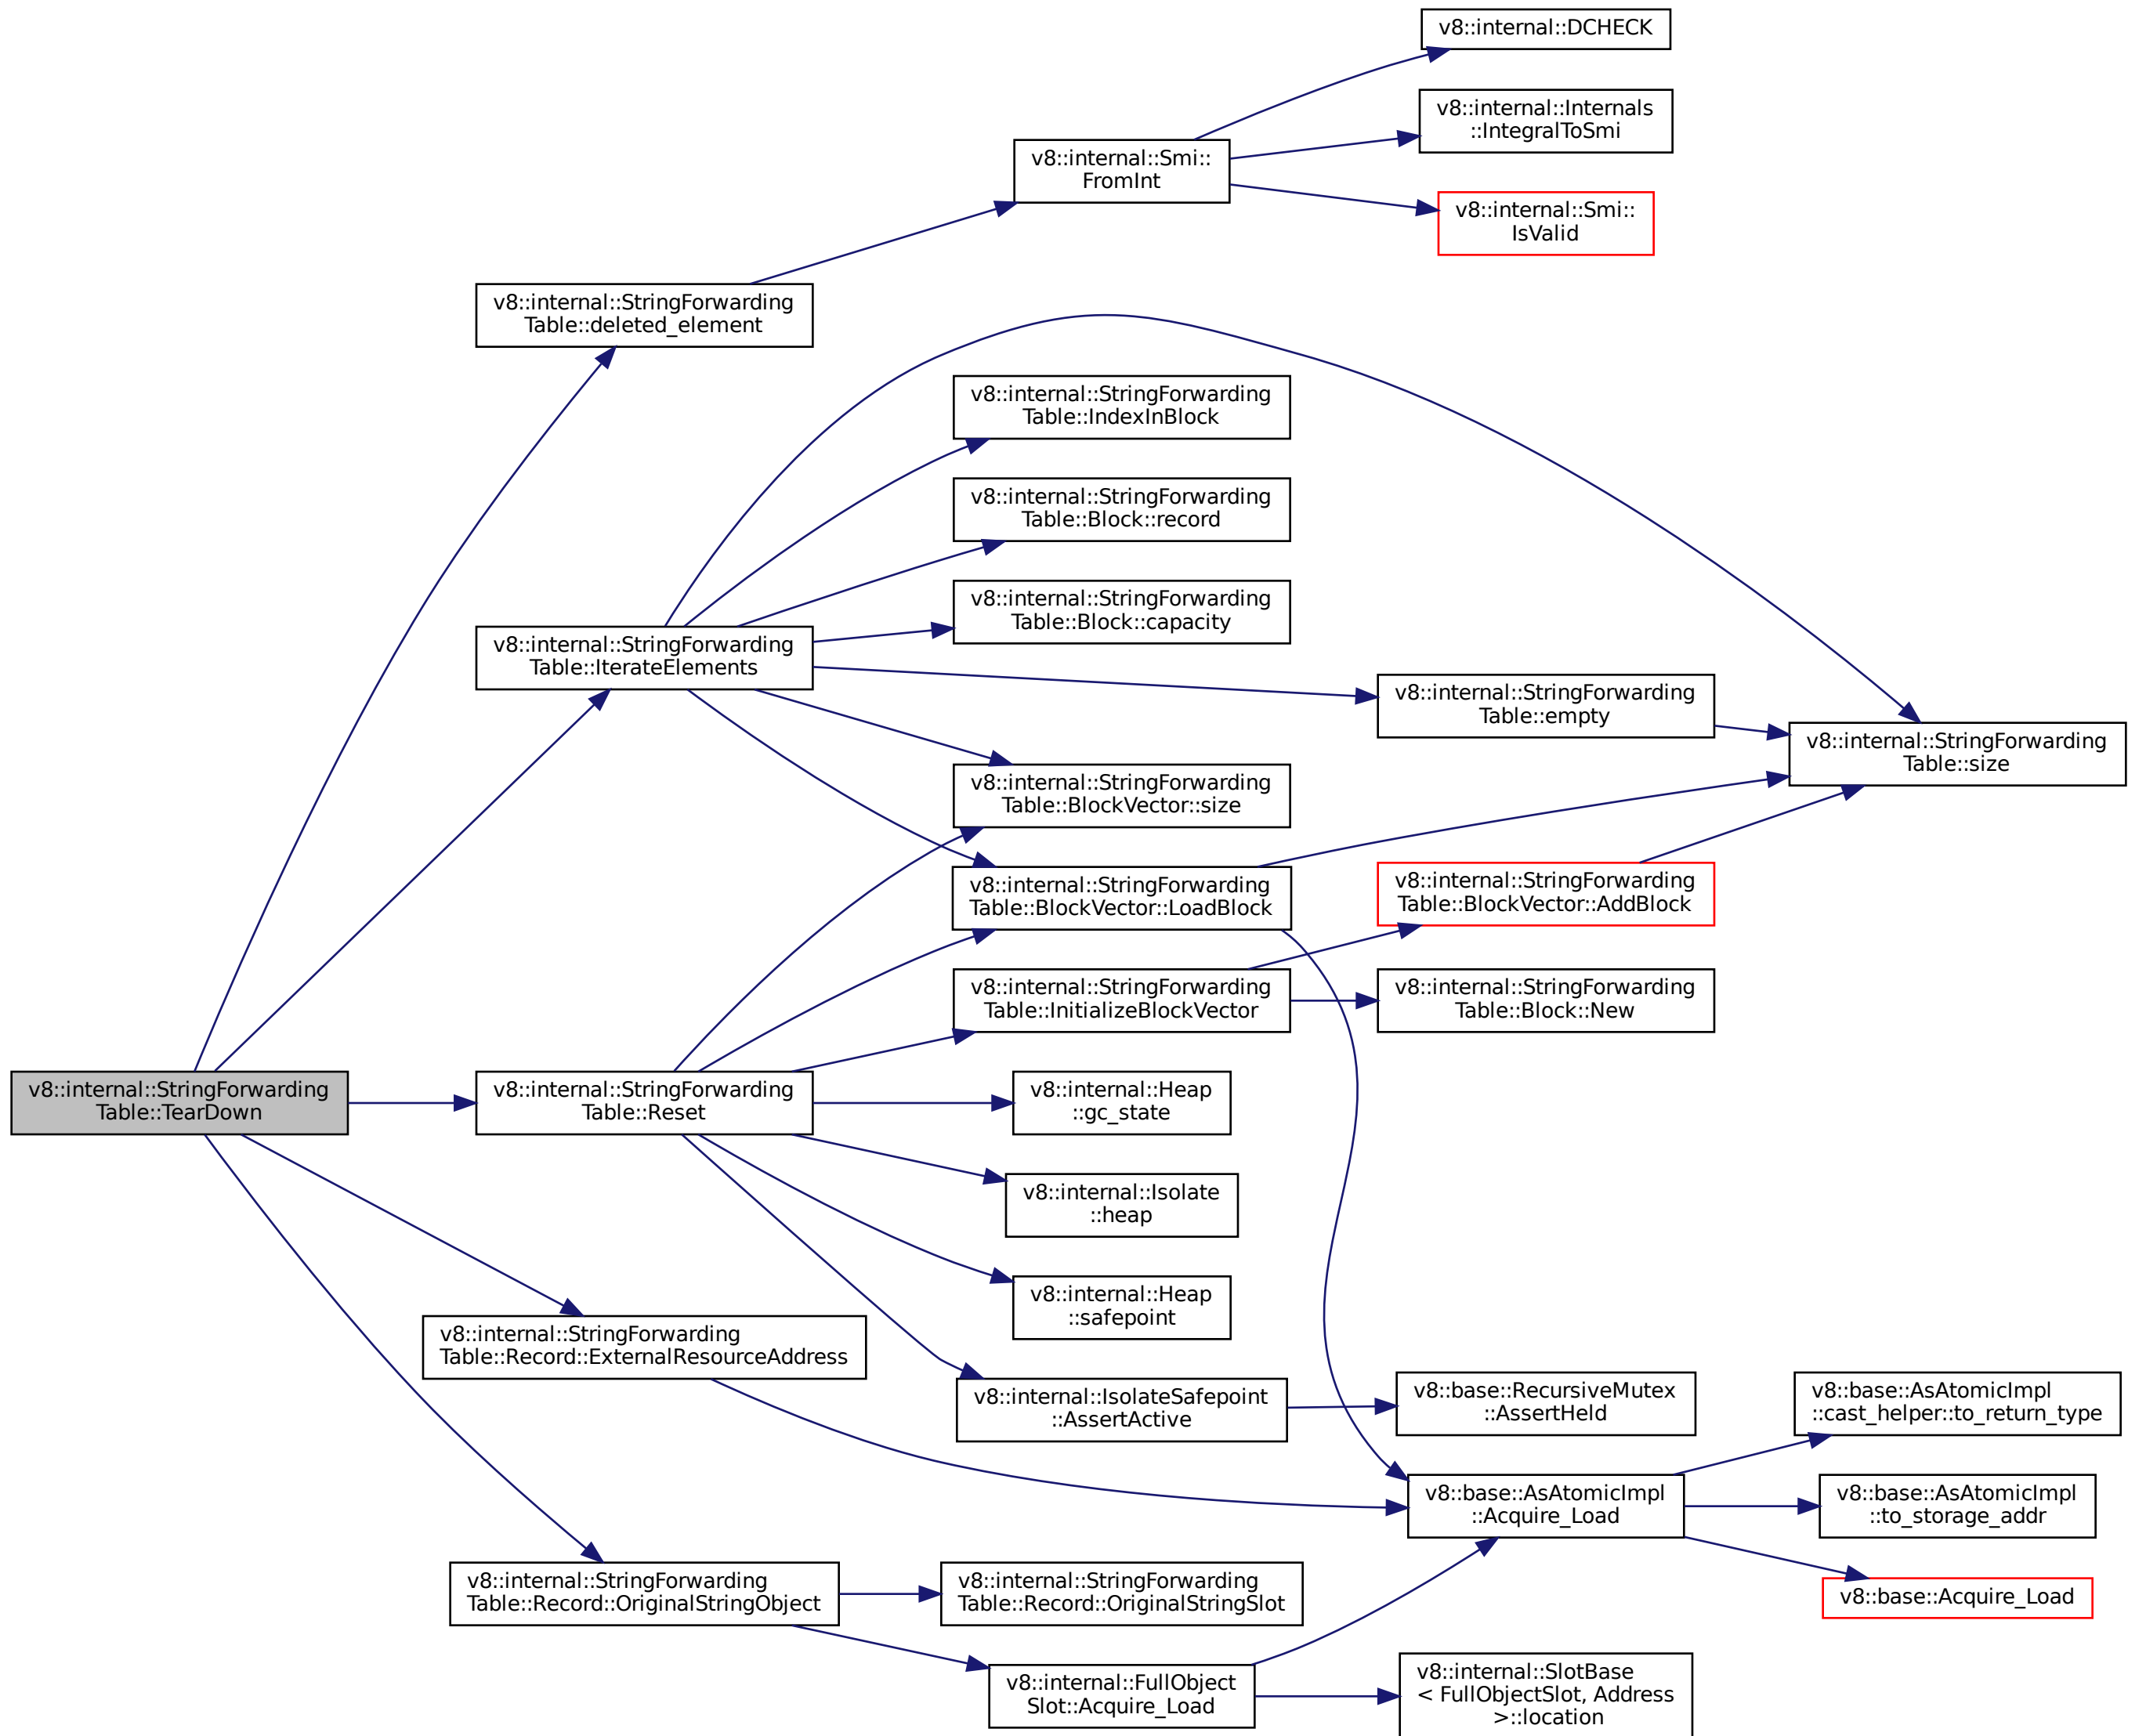 v8::internal::DCHECK
v8::internal::Internals
::IntegralToSmi
v8::internal::Smi::
FromInt
v8::internal::Smi::
IsValid
v8::internal::StringForwarding
Table::deleted_element
v8::internal::StringForwarding
Table::IndexInBlock
v8::internal::StringForwarding
Table::Block::record
v8::internal::StringForwarding
Table::Block::capacity
v8::internal::StringForwarding
Table::IterateElements
v8::internal::StringForwarding
Table::empty
v8::internal::StringForwarding
Table::size
v8::internal::StringForwarding
Table::BlockVector::size
v8::internal::StringForwarding
Table::BlockVector::LoadBlock
v8::internal::StringForwarding
Table::BlockVector::AddBlock
v8::internal::StringForwarding
Table::InitializeBlockVector
v8::internal::StringForwarding
Table::Block::New
v8::internal::StringForwarding
Table::TearDown
v8::internal::StringForwarding
Table::Reset
v8::internal::Heap
::gc_state
v8::internal::Isolate
::heap
v8::internal::Heap
::safepoint
v8::internal::StringForwarding
Table::Record::ExternalResourceAddress
v8::internal::IsolateSafepoint
::AssertActive
v8::base::RecursiveMutex
::AssertHeld
v8::base::AsAtomicImpl
::cast_helper::to_return_type
v8::base::AsAtomicImpl
::Acquire_Load
v8::base::AsAtomicImpl
::to_storage_addr
v8::base::Acquire_Load
v8::internal::StringForwarding
Table::Record::OriginalStringObject
v8::internal::StringForwarding
Table::Record::OriginalStringSlot
v8::internal::FullObject
Slot::Acquire_Load
v8::internal::SlotBase
< FullObjectSlot, Address
>::location